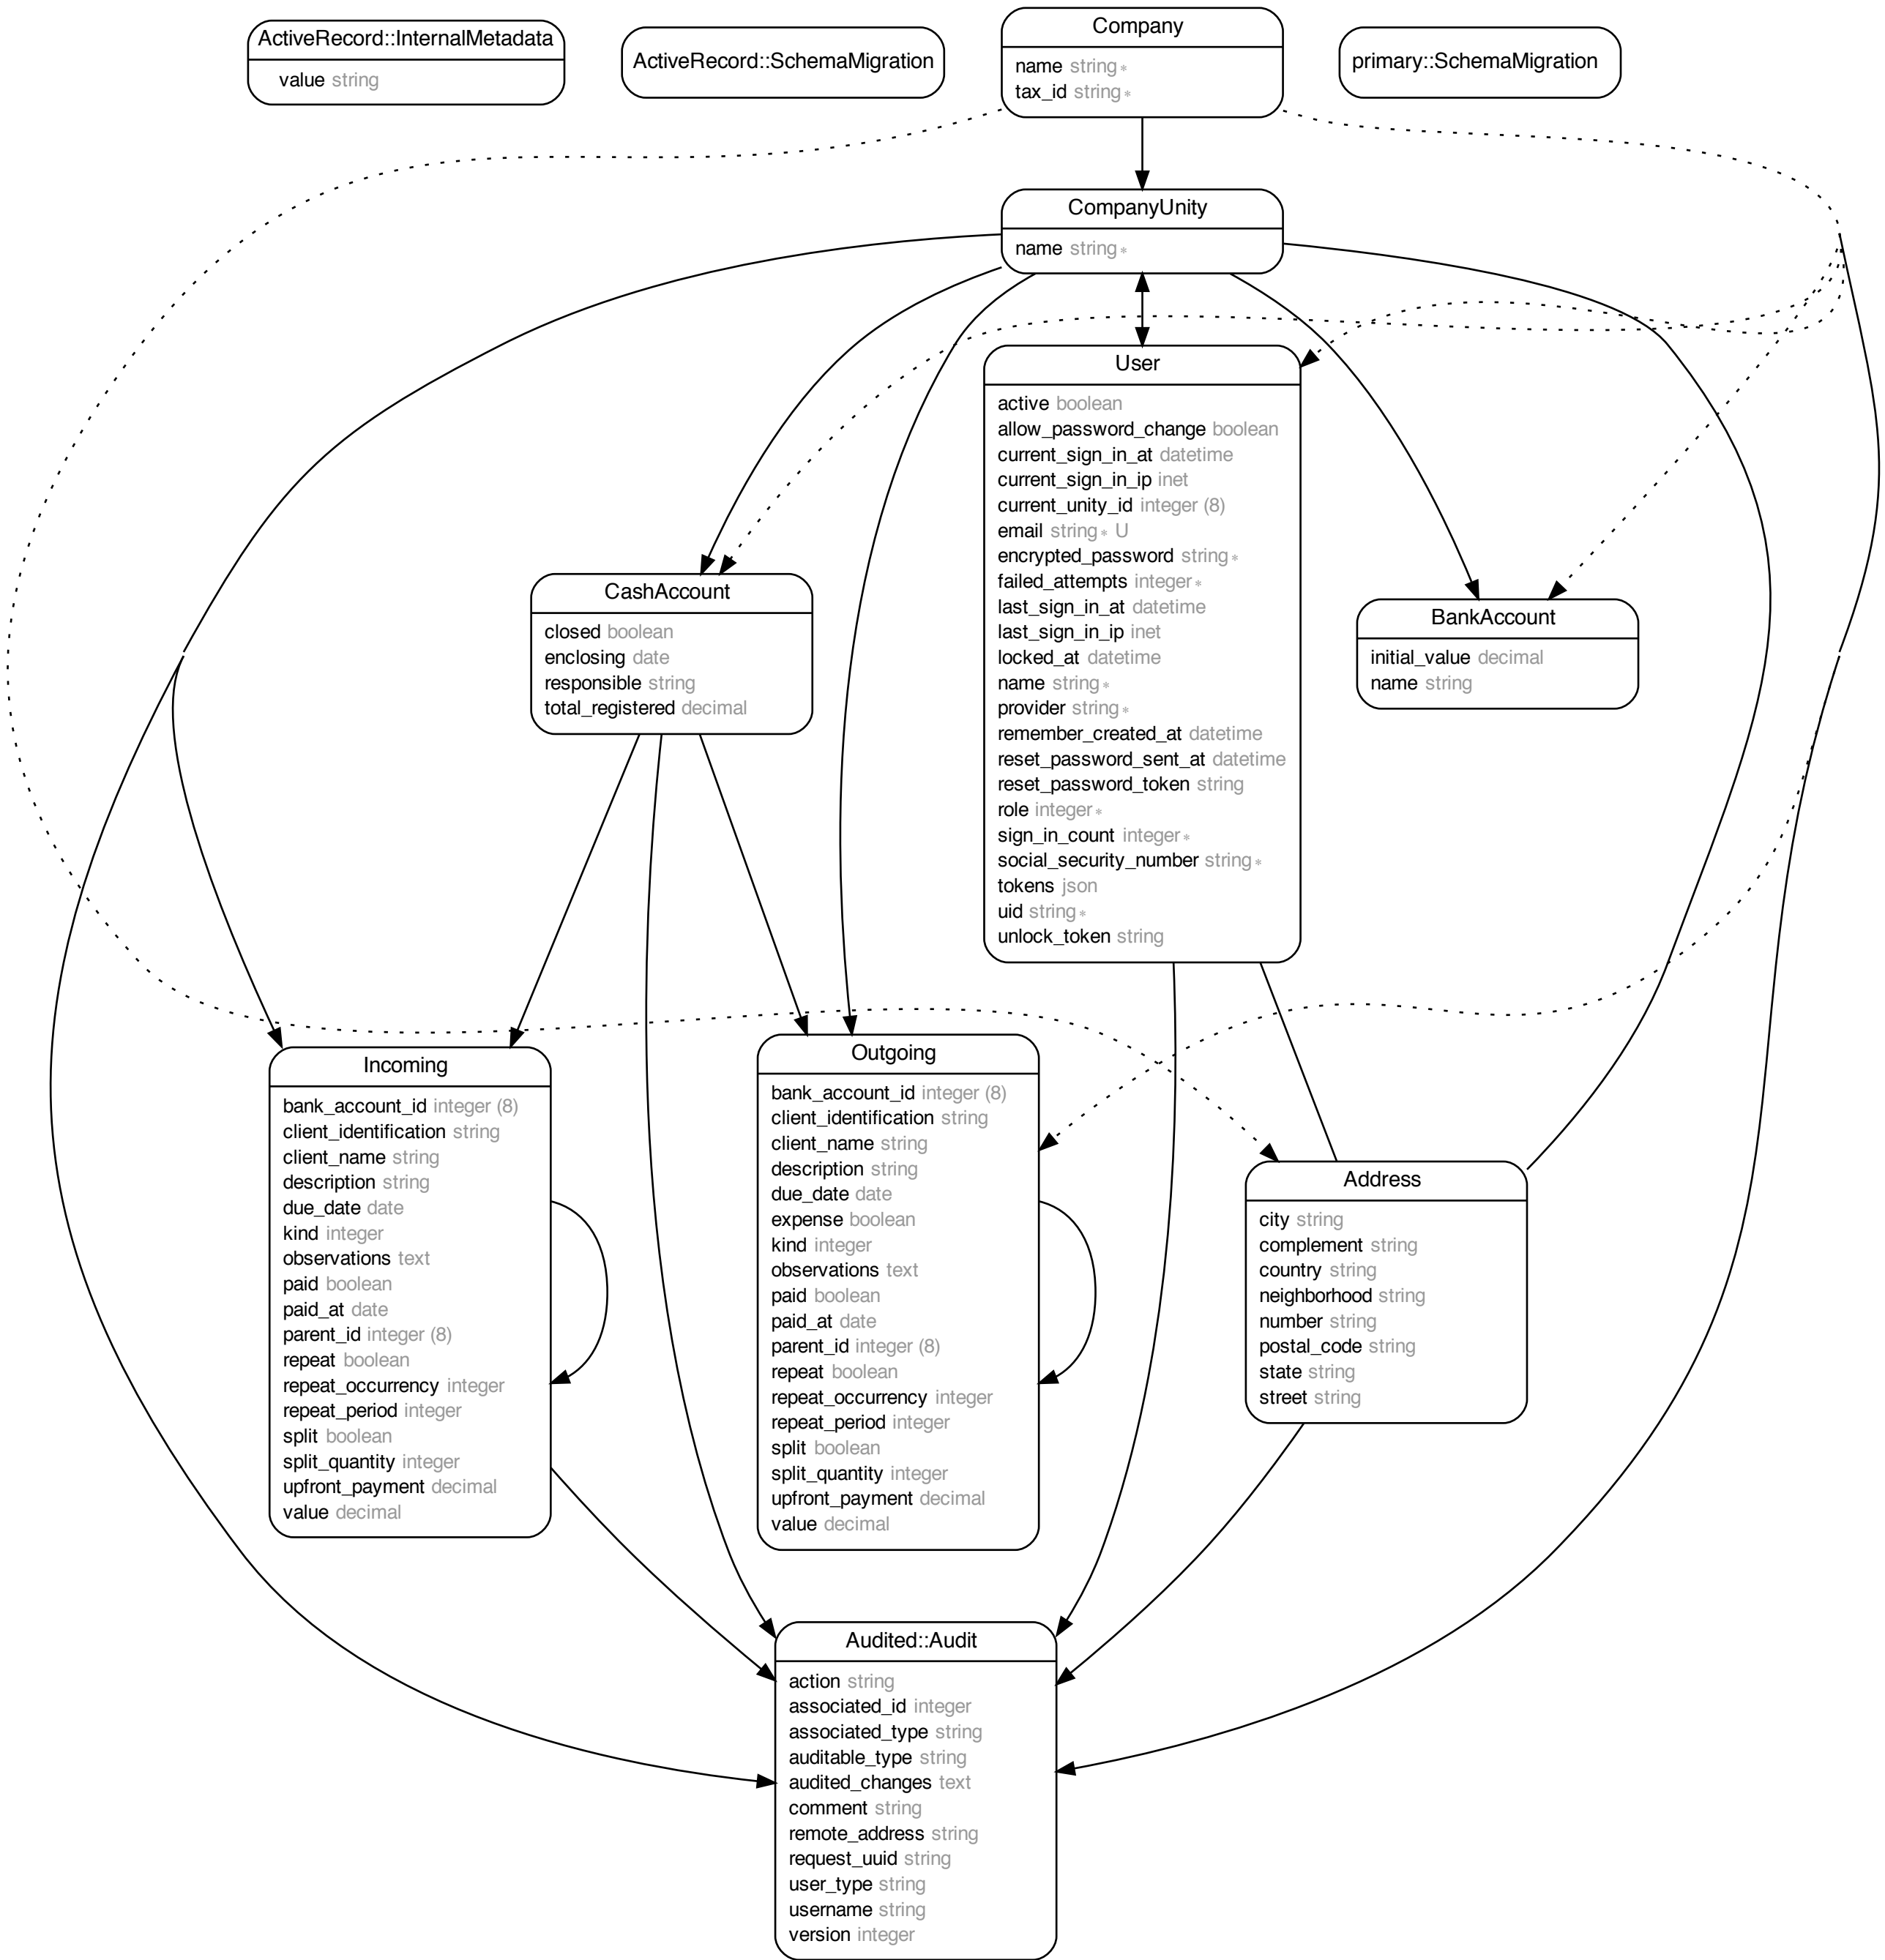 ActiveRecord::InternalMetadata
value string
ActiveRecord::SchemaMigration
Company
name string∗
tax_id string∗
primary::SchemaMigration
CompanyUnity
name string∗
User
active boolean
allow_password_change boolean
current_sign_in_at datetime
current_sign_in_ip inet
current_unity_id integer (8)
email string∗ U
encrypted_password string∗
failed_attempts integer∗
last_sign_in_at datetime
last_sign_in_ip inet
locked_at datetime
name string∗
provider string∗
remember_created_at datetime
reset_password_sent_at datetime
reset_password_token string
role integer∗
sign_in_count integer∗
social_security_number string∗
tokens json
uid string∗
unlock_token string
CashAccount
closed boolean
enclosing date
responsible string
total_registered decimal
BankAccount
initial_value decimal
name string
Incoming
bank_account_id integer (8)
client_identification string
client_name string
description string
due_date date
kind integer
observations text
paid boolean
paid_at date
parent_id integer (8)
repeat boolean
repeat_occurrency integer
repeat_period integer
split boolean
split_quantity integer
upfront_payment decimal
value decimal
Outgoing
bank_account_id integer (8)
client_identification string
client_name string
description string
due_date date
expense boolean
kind integer
observations text
paid boolean
paid_at date
parent_id integer (8)
repeat boolean
repeat_occurrency integer
repeat_period integer
split boolean
split_quantity integer
upfront_payment decimal
value decimal
Address
city string
complement string
country string
neighborhood string
number string
postal_code string
state string
street string
Audited::Audit
action string
associated_id integer
associated_type string
auditable_type string
audited_changes text
comment string
remote_address string
request_uuid string
user_type string
username string
version integer